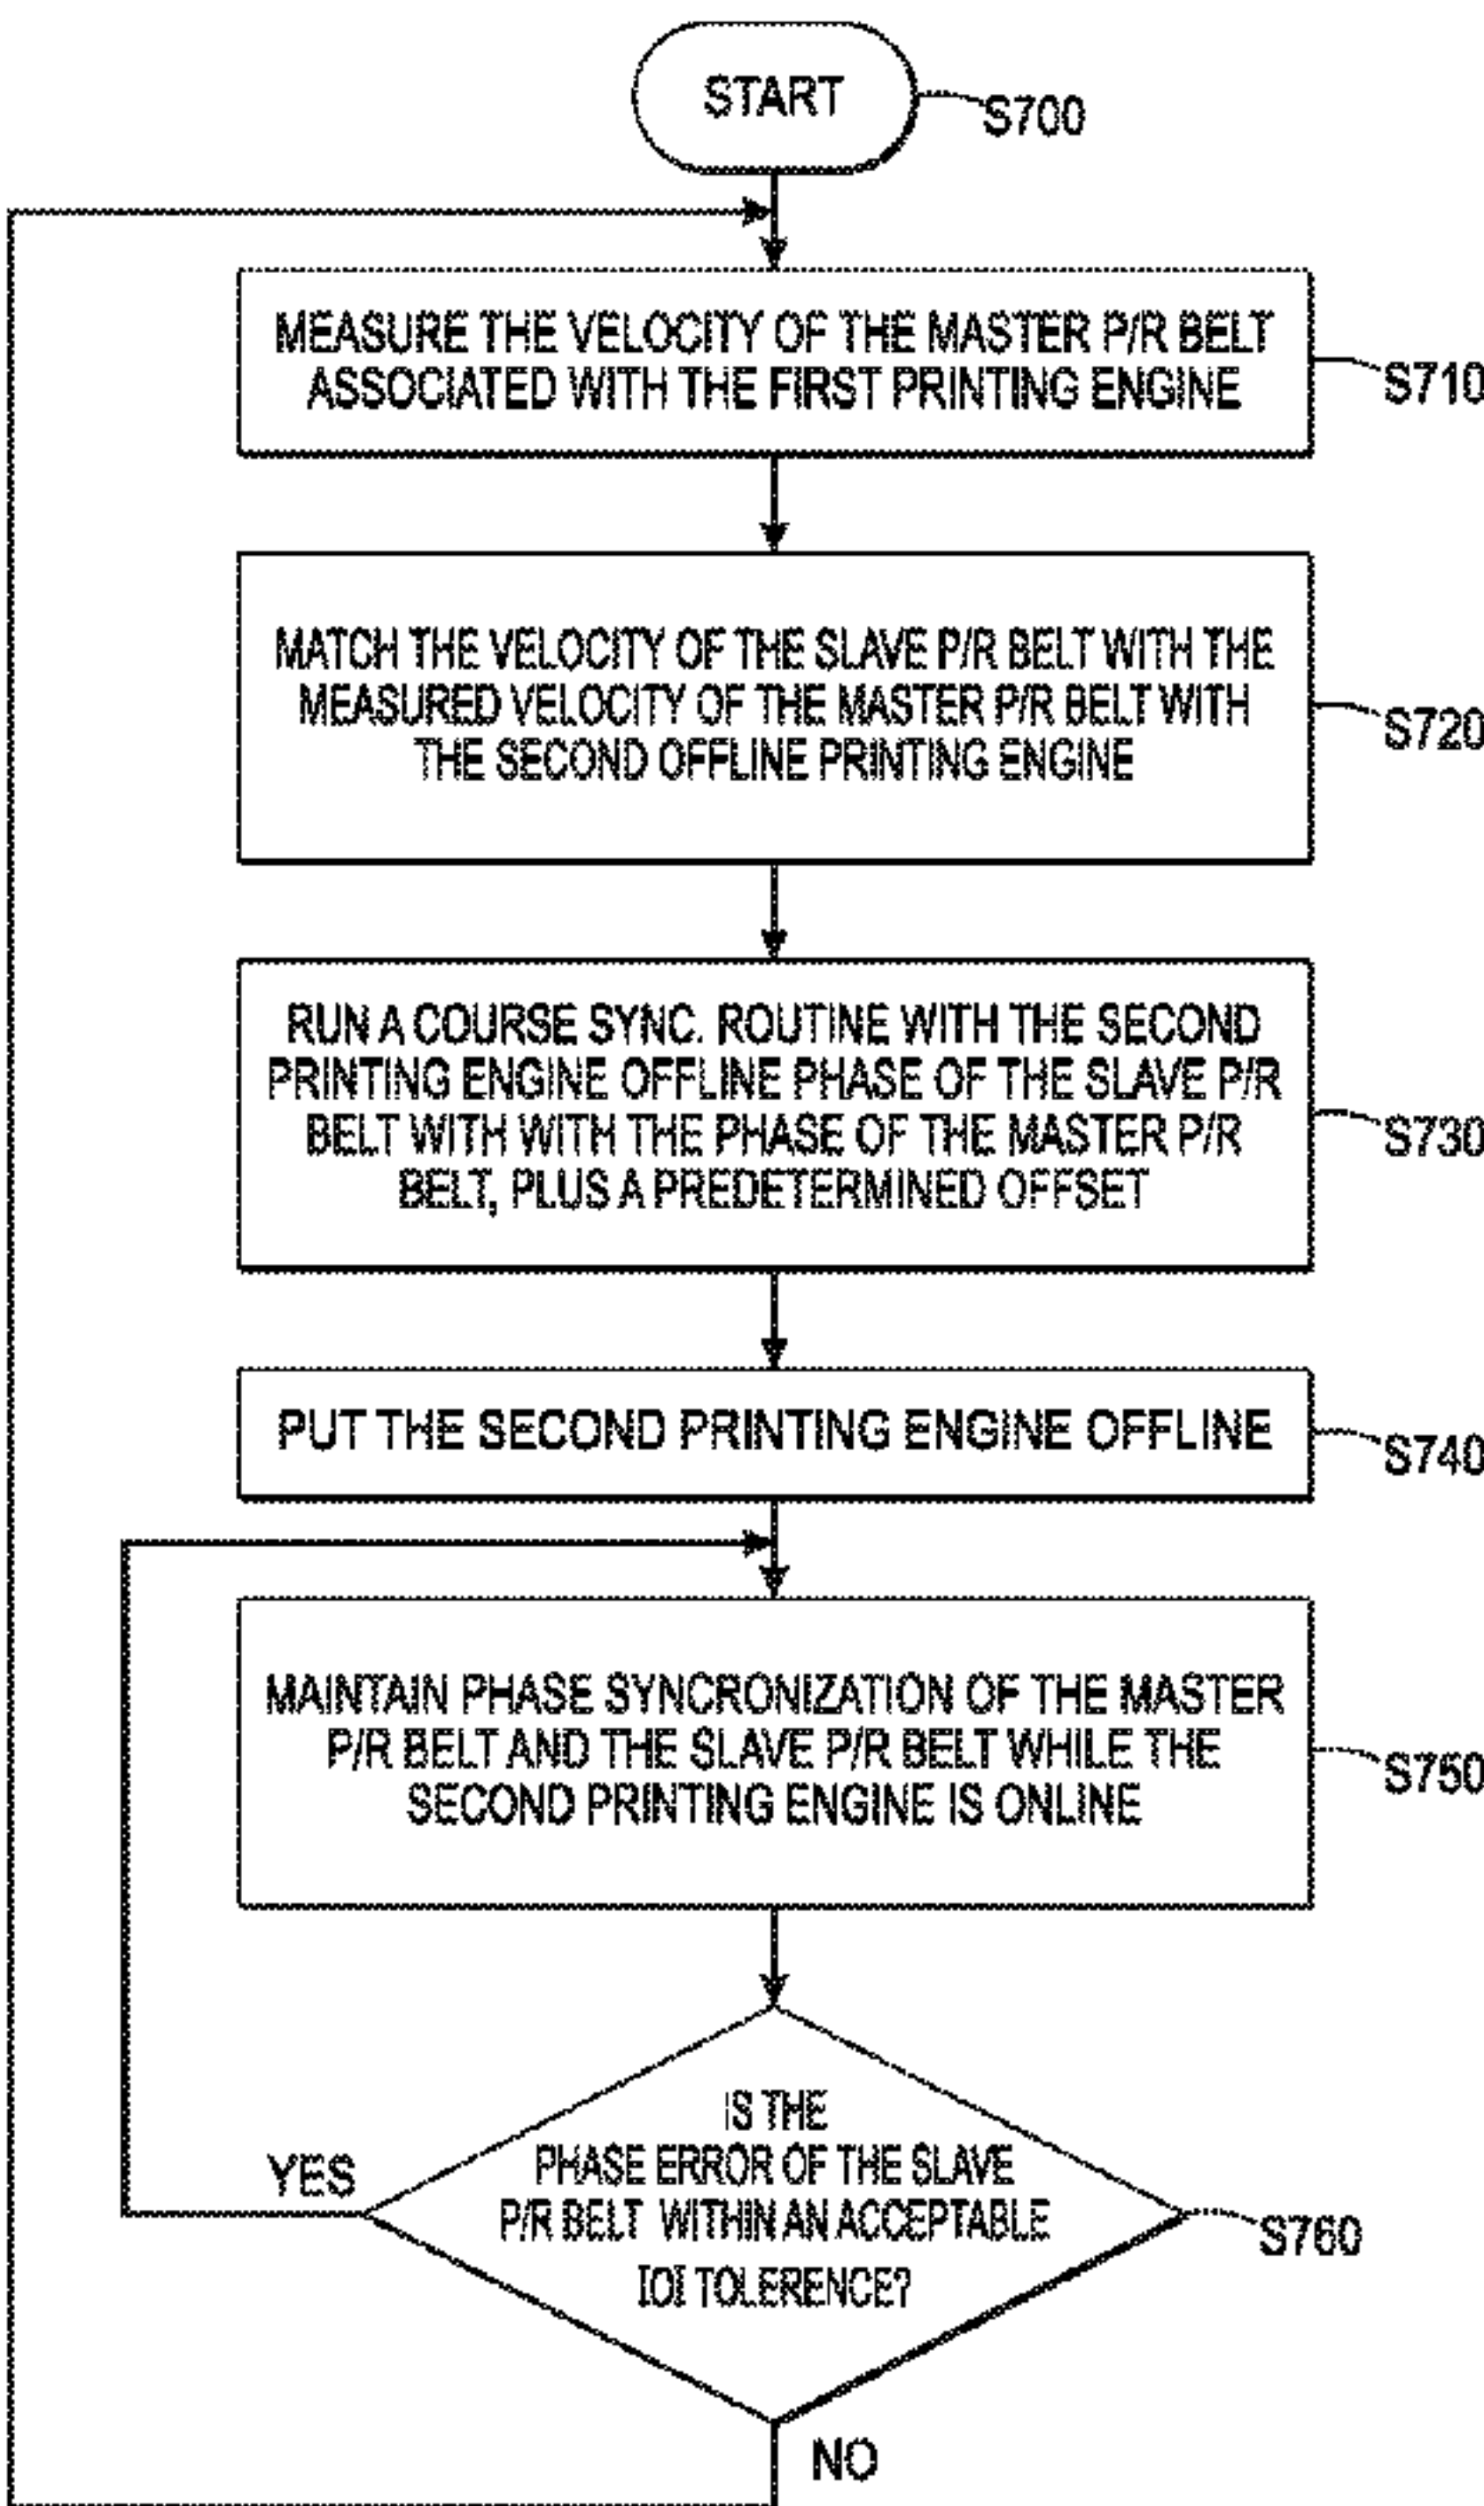 START
S700
MEASURE THE VELOCITY OF THE MASTER P/R BELT
ASSOCIATED WITH THE FIRST PRINTING ENGINE
S710
MATCH THE VELOCITY OF THE SLAVE P/R BELT WITH THE
MEASURED VELOCITY OF THE MASTER P/R BELT WITH
THE SECOND OFFLINE PRINTING ENGINE
S720
RUN A COURSE SYNC. ROUTINE WITH THE SECOND
PRINTING ENGINE OFFLINE PHASE OF THE SLAVE P/R
BELT WITH WITH THE PHASE OF THE MASTER P/R
BELT, PLUS A PREDETERMINED OFFSET
S730
PUT THE SECOND PRINTING ENGINE OFFLINE
S740
MAINTAIN PHASE SYNCRONIZATION OF THE MASTER
P/R BELT AND THE SLAVE P/R BELT WHILE THE
SECOND PRINTING ENGINE IS ONLINE
S750
IS THE
PHASE ERROR OF THE SLAVE
P/R BELT WITHIN AN ACCEPTABLE
IOI TOLERENCE?
S760
YES
NO